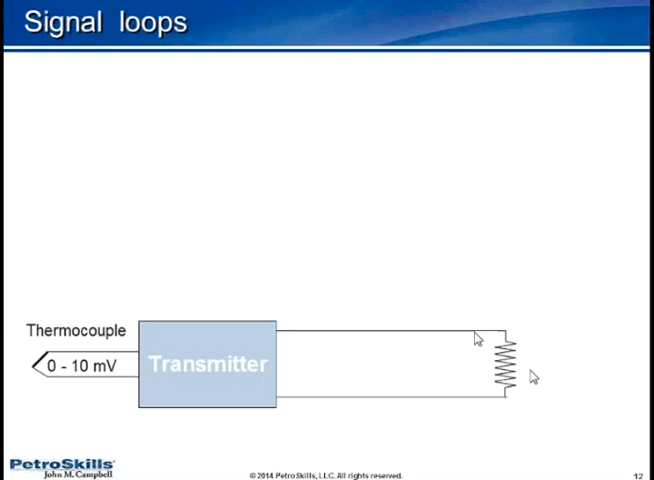 Signal loops
Thermocouple
0 - 10 mV
Transmitter
PetroSkills
John M. Campbell
© 2014 PetroSkills, LLC. All rights reserved.
12